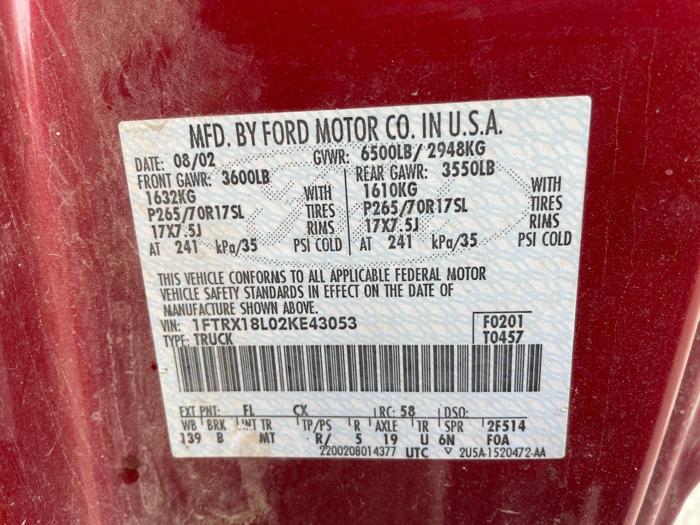 MFD. BY FORD MOTOR CO. IN U.S.A.
DATE: 08/02 GVWR: 6500LB/ 2948KG
FRONT GAWR: 3600LB REAR GAWR: 3550LB
1632KG WITH 1610KG WITH
P265/70R17SL TIRES P265/70R17SL TIRES
17X7.5J RIMS 17X7.5J RIMS
AT 241 kPa/35 PSI COLD AT 241 kPa/35 PSI COLD
THIS VEHICLE CONFORMS TO ALL APPLICABLE FEDERAL MOTOR
VEHICLE SAFETY STANDARDS IN EFFECT ON THE DATE OF
MANUFACTURE SHOWN ABOVE.
VIN: 1FTRX18L02KE43053 F0201
TYPE: TRUCK T0457
EXT PNT: FL CX RC: 58 DSO:
WB BRK INT TR TP/PS R AXLE TR SPR 2F514
139 B MT R/ 5 19 U 6N F0A
2200208014377 UTC 2U5A-1520472-AA